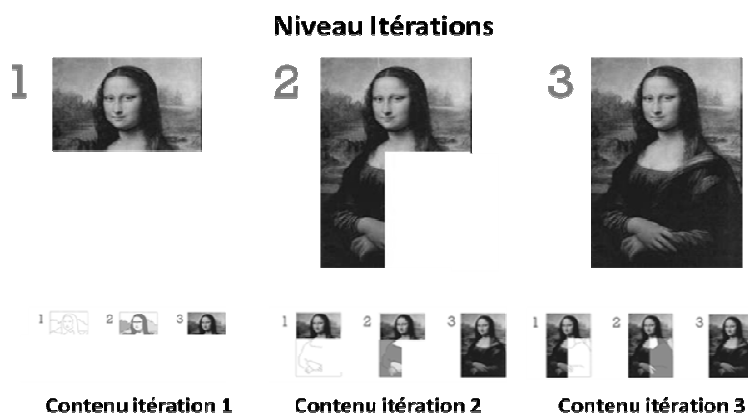 Niveau Itérations
1 2 3
1 2 3 1 2 3 1 2 3
Contenu itération 1 Contenu itération 2 Contenu itération 3